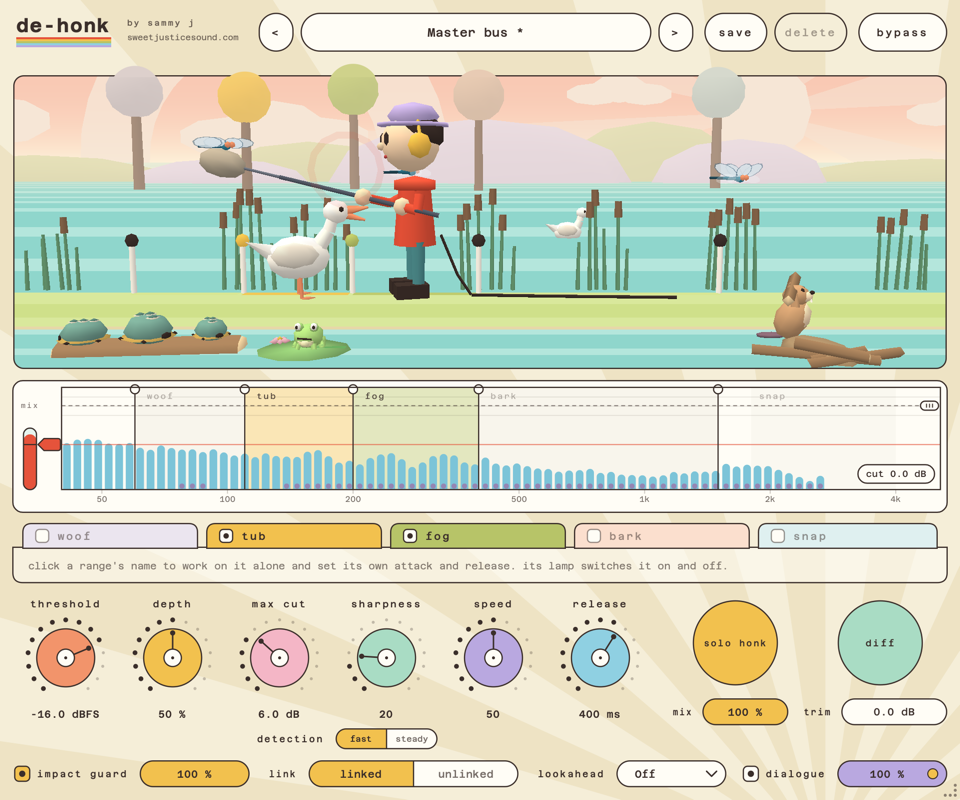 de-honk
by sammy j
sweetjusticesound.com
<
Master bus *
>
save
delete
bypass
mix
woof
tub
fog
bark
snap
cut 0.0 dB
50
100
200
500
1k
2k
4k
woof
tub
fog
bark
snap
click a range's name to work on it alone and set its own attack and release. its lamp switches it on and off.
threshold
depth
max cut
sharpness
speed
release
solo honk
diff
-16.0 dBFS
50 %
6.0 dB
20
50
400 ms
mix
100 %
trim
0.0 dB
detection
fast
steady
impact guard
100 %
link
linked
unlinked
lookahead
Off
dialogue
100 %